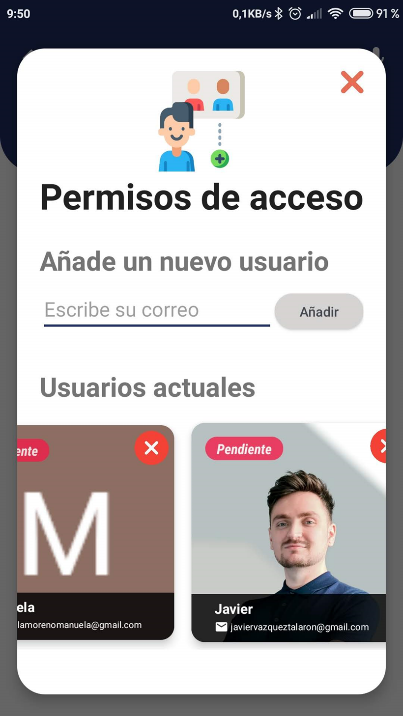 9:50 0,1KB/s 91 %
Permisos de acceso
Añade un nuevo usuario
Escribe su correo
Añadir
Usuarios actuales
ente
M
ela
lamorenomanuela@gmail.com
Pendiente
Javier
javiervazqueztalaron@gmail.com